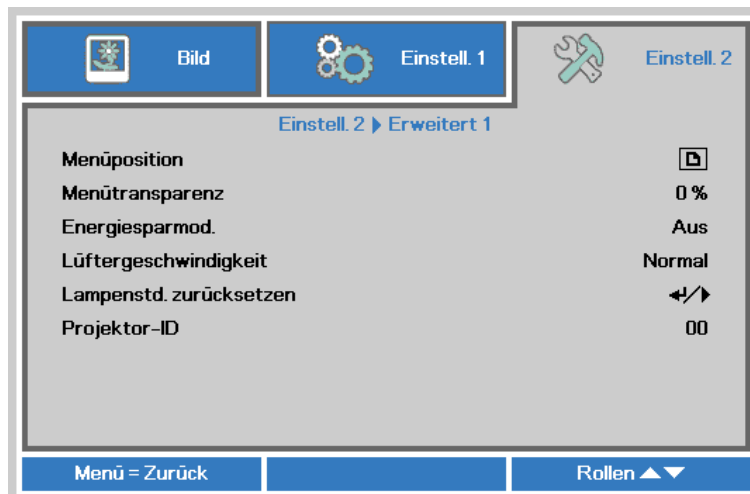 Bild
Einstell. 1
Einstell. 2
Einstell. 2 Erweitert 1
Menüposition
Menütransparenz 0 %
Energiesparmod. Aus
Lüftergeschwindigkeit Normal
Lampenstd. zurücksetzen
Projektor-ID 00
Menü = Zurück
Rollen